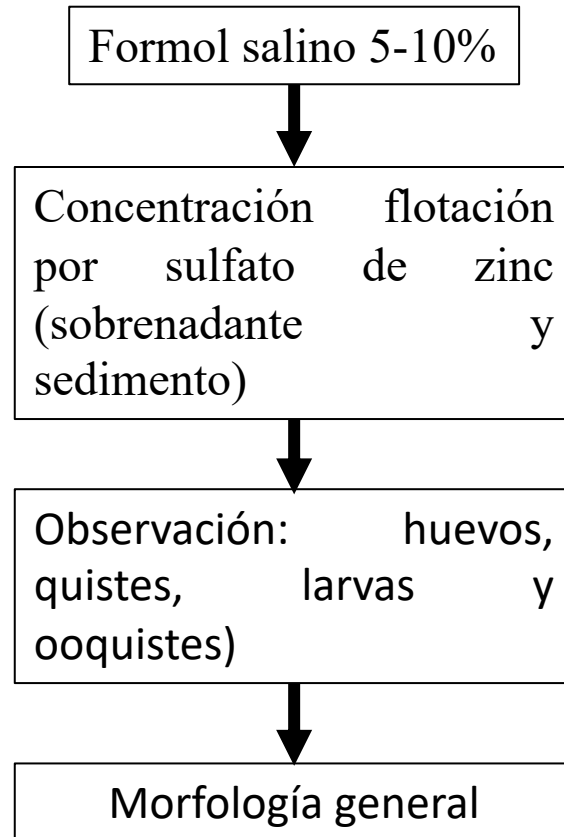 Formol salino 5-10%
Concentración flotación
por sulfato de zinc
(sobrenadante y
sedimento)
Observación: huevos,
quistes, larvas y
ooquistes)
Morfología general